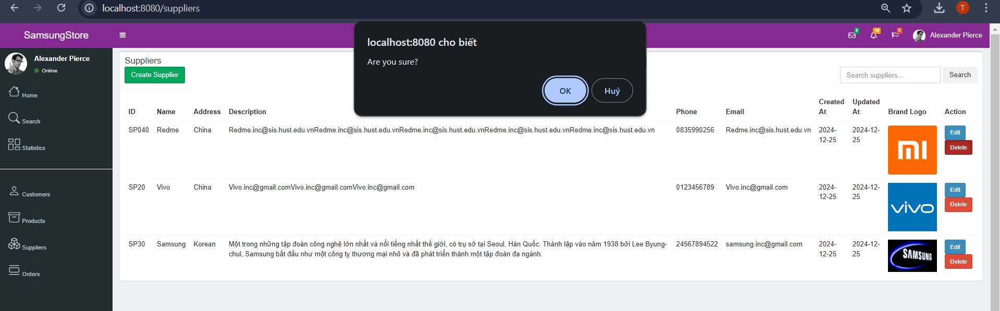 localhost:8080/suppliers
T
SamsungStore
4
10
9
Alexander Pierce
localhost:8080 cho biết
Are you sure?
OK
Huỷ
Alexander Pierce
Online
Home
Search
Statistics
Customers
Products
Suppliers
Orders
Suppliers
Create Supplier
Search suppliers...
Search
ID Name Address Description Phone Email Created At Updated At Brand Logo Action
SP040 Redme China Redme.inc@sis.hust.edu.vnRedme.inc@sis.hust.edu.vnRedme.inc@sis.hust.edu.vnRedme.inc@sis.hust.edu.vnRedme.inc@sis.hust.edu.vn 0835990256 Redme.inc@sis.hust.edu.vn 2024-12-25 2024-12-25
mi
Edit
Delete
SP20 Vivo China Vivo.inc@gmail.comVivo.inc@gmail.comVivo.inc@gmail.com 0123456789 Vivo.inc@gmail.com 2024-12-25 2024-12-25
vivo
Edit
Delete
SP30 Samsung Korean Một trong những tập đoàn công nghệ lớn nhất và nổi tiếng nhất thế giới, có trụ sở tại Seoul, Hàn Quốc. Thành lập vào năm 1938 bởi Lee Byung-
chul, Samsung bắt đầu như một công ty thương mại nhỏ và đã phát triển thành một tập đoàn đa ngành.
24567894522 samsung.inc@gmail.com 2024-12-25 2024-12-25
SAMSUNG
Edit
Delete